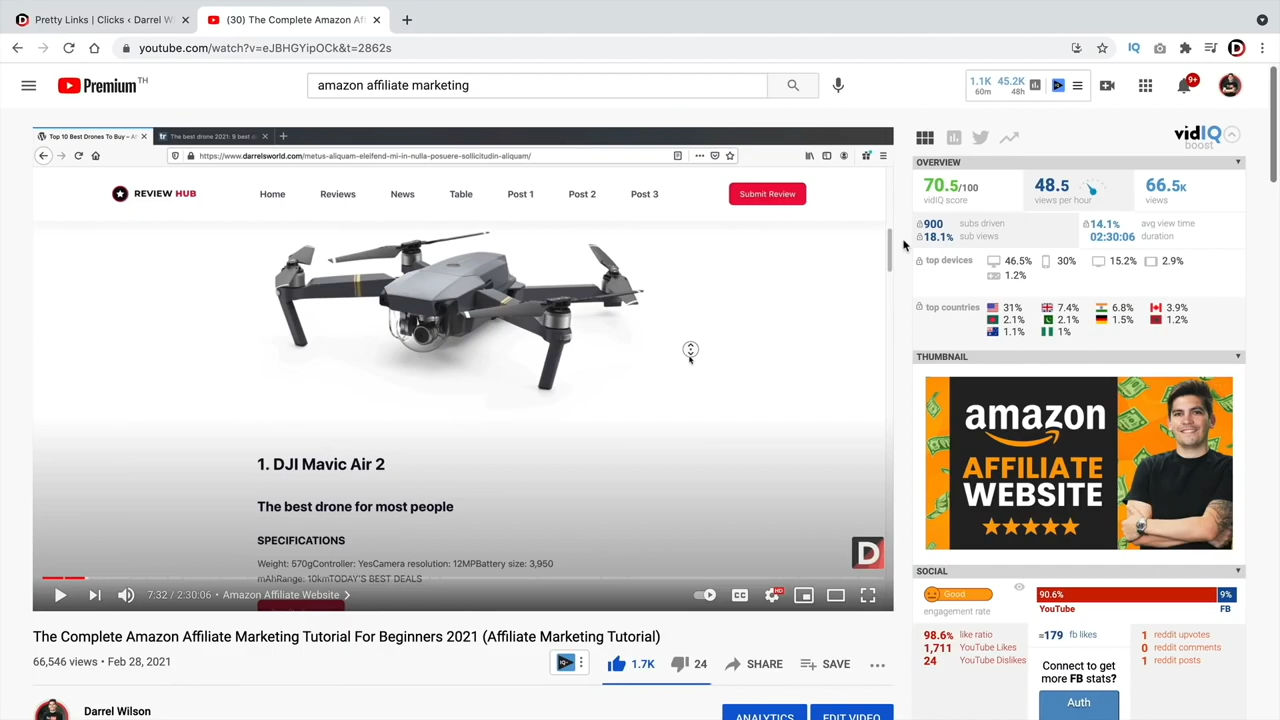 Pretty Links | Clicks ‹ Darrel W
(30) The Complete Amazon Af
youtube.com/watch?v=eJBHGYipOCk&t=2862s
IQ
D
Premium TH
amazon affiliate marketing
1.1K 45.2K
60m 48h
9+
Top 10 Best Drones To Buy – Af
The best drone 2021: 9 best d
https://www.darrelsworld.com/metus-aliquam-eleifend-mi-in-nulla-posuere-sollicitudin-aliquam/
REVIEW HUB
Home
Reviews
News
Table
Post 1
Post 2
Post 3
Submit Review
1. DJI Mavic Air 2
The best drone for most people
SPECIFICATIONS
Weight: 570gController: YesCamera resolution: 12MPBattery size: 3,950
mAhRange: 10kmTODAY'S BEST DEALS
D
7:32 / 2:30:06 • Amazon Affiliate Website
CC
HD
The Complete Amazon Affiliate Marketing Tutorial For Beginners 2021 (Affiliate Marketing Tutorial)
66,546 views • Feb 28, 2021
1.7K
24
SHARE
SAVE
Darrel Wilson
ANALYTICS
EDIT VIDEO
vidIQ
boost
OVERVIEW
70.5/100
vidIQ score
48.5
views per hour
66.5K
views
900 subs driven
18.1% sub views
14.1% avg view time
02:30:06 duration
top devices
46.5% 30% 15.2% 2.9%
1.2%
top countries
31% 7.4% 6.8% 3.9%
2.1% 2.1% 1.5% 1.2%
1.1% 1%
THUMBNAIL
amazon
AFFILIATE
WEBSITE
SOCIAL
Good
engagement rate
90.6% 9%
YouTube FB
98.6% like ratio
1,711 YouTube Likes
24 YouTube Dislikes
≈179 fb likes
Connect to get
more FB stats?
Auth
1 reddit upvotes
0 reddit comments
1 reddit posts